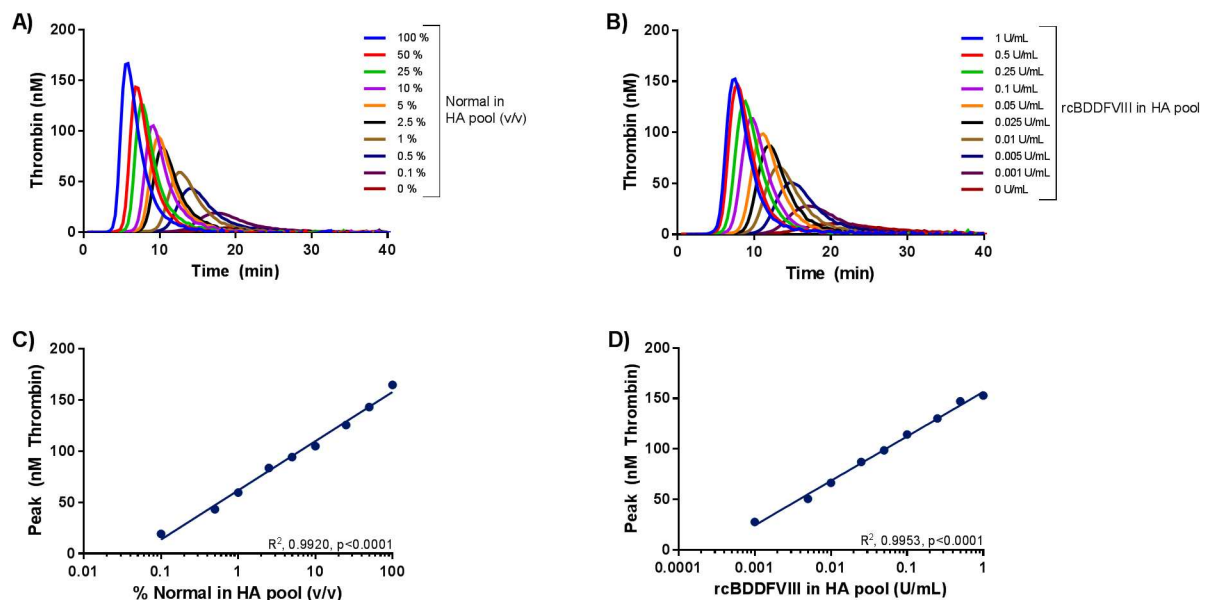 A)
200
150
100
50
0
Thrombin (nM)
0 10 20 30 40
Time (min)
100 %
50 %
25 %
10 %
5 %
2.5 %
1 %
0.5 %
0.1 %
0 %
Normal in
HA pool (v/v)
B)
200
150
100
50
0
Thrombin (nM)
0 10 20 30 40
Time (min)
1 U/mL
0.5 U/mL
0.25 U/mL
0.1 U/mL
0.05 U/mL
0.025 U/mL
0.01 U/mL
0.005 U/mL
0.001 U/mL
0 U/mL
rcBDDFVIII in HA pool
C)
200
150
100
50
0
Peak (nM Thrombin)
R², 0.9920, p<0.0001
0.01 0.1 1 10 100
% Normal in HA pool (v/v)
D)
200
150
100
50
0
Peak (nM Thrombin)
R², 0.9953, p<0.0001
0.0001 0.001 0.01 0.1 1
rcBDDFVIII in HA pool (U/mL)